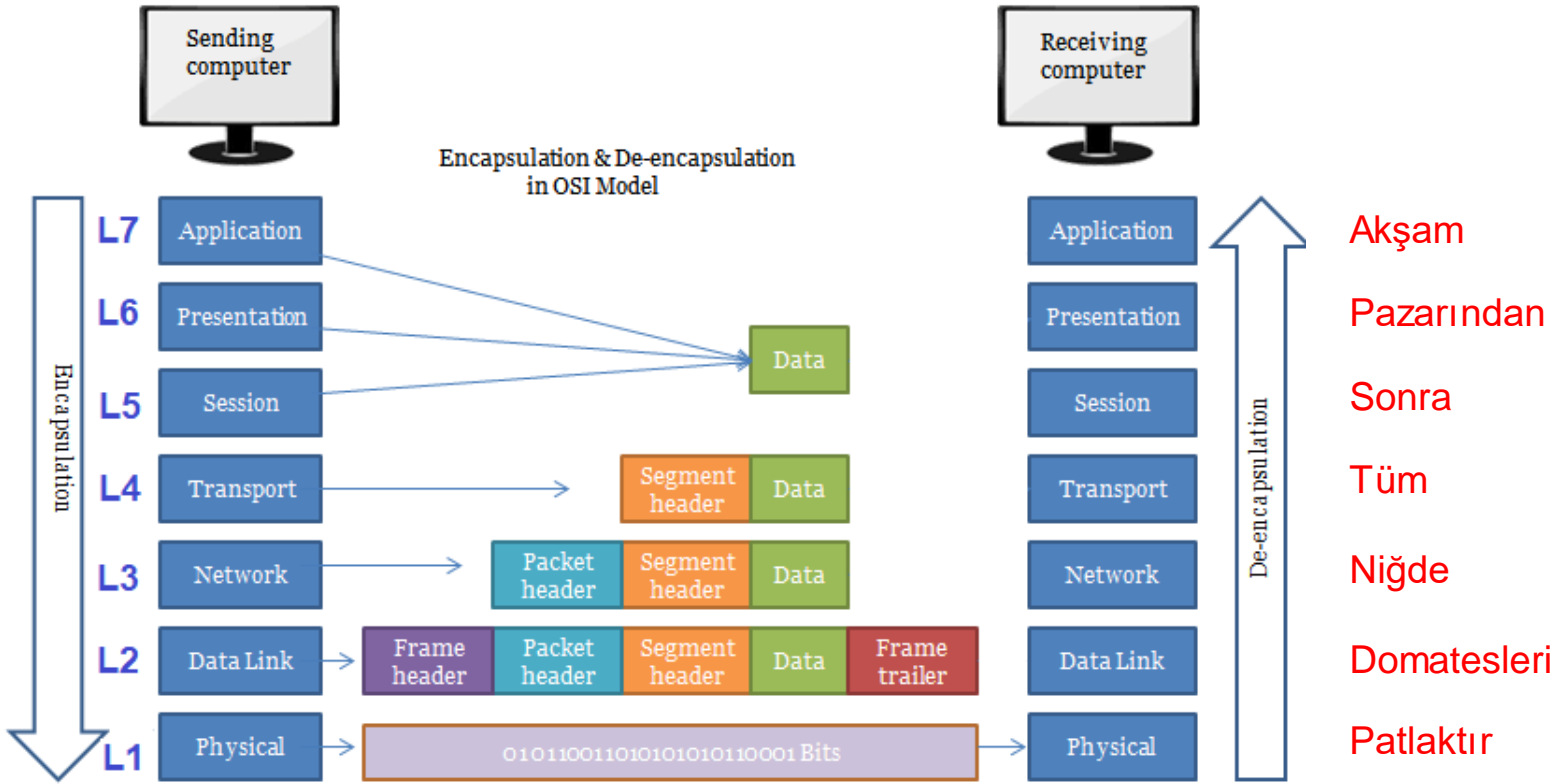 Sending
computer
Receiving
computer
Encapsulation & De-encapsulation
in OSI Model
L7 Application Application Akşam
L6 Presentation Presentation Pazarından
Data
L5 Session Session Sonra
L4 Transport Segment header Data Transport Tüm
L3 Network Packet header Segment header Data Network Niğde
L2 Data Link Frame header Packet header Segment header Data Frame trailer Data Link Domatesleri
L1 Physical 010110011010101010110001 Bits Physical Patlaktır
Encapsulation
De-encapsulation